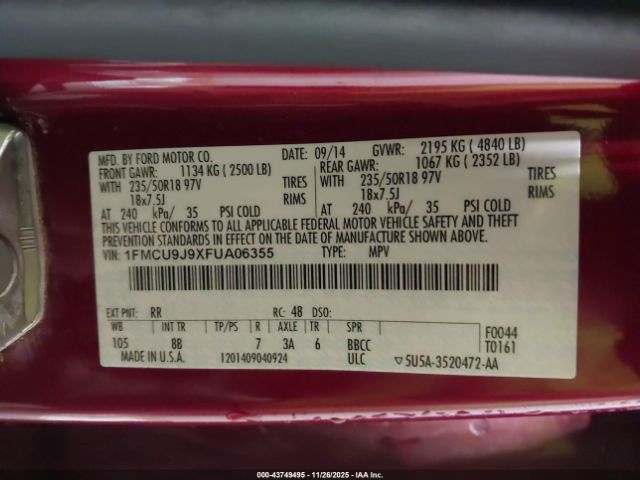 MFD. BY FORD MOTOR CO. DATE: 09/14 GVWR: 2195 KG ( 4840 LB)
FRONT GAWR: 1134 KG ( 2500 LB) REAR GAWR: 1067 KG ( 2352 LB)
WITH 235/50R18 97V TIRES WITH 235/50R18 97V TIRES
18x7.5J RIMS 18x7.5J RIMS
AT 240 kPa/ 35 PSI COLD AT 240 kPa/ 35 PSI COLD
THIS VEHICLE CONFORMS TO ALL APPLICABLE FEDERAL MOTOR VEHICLE SAFETY AND THEFT
PREVENTION STANDARDS IN EFFECT ON THE DATE OF MANUFACTURE SHOWN ABOVE.
VIN: 1FMCU9J9XFUA06355 TYPE: MPV
EXT PNT: RR RC: 48 DSO: F0044
WB INT TR TP/PS R AXLE TR SPR T0161
105 8B 7 3A 6 BBCC
MADE IN U.S.A. 1201409040924 ULC ▽5U5A-3520472-AA
000-43749495 - 11/26/2025 - IAAI.com